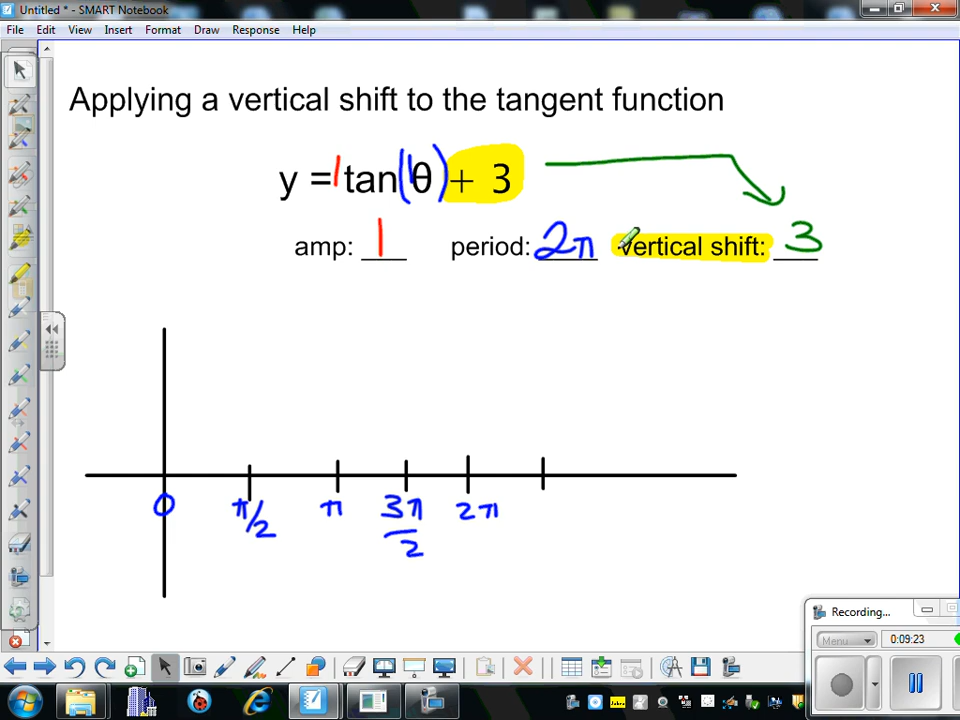 Untitled * - SMART Notebook
File Edit View Insert Format Draw Response Help
Applying a vertical shift to the tangent function
y = 1 tan(1θ) + 3
amp: 1 period: 2π vertical shift: 3
0 π/2 π 3π/2 2π
Recording...
Menu 0:09:23